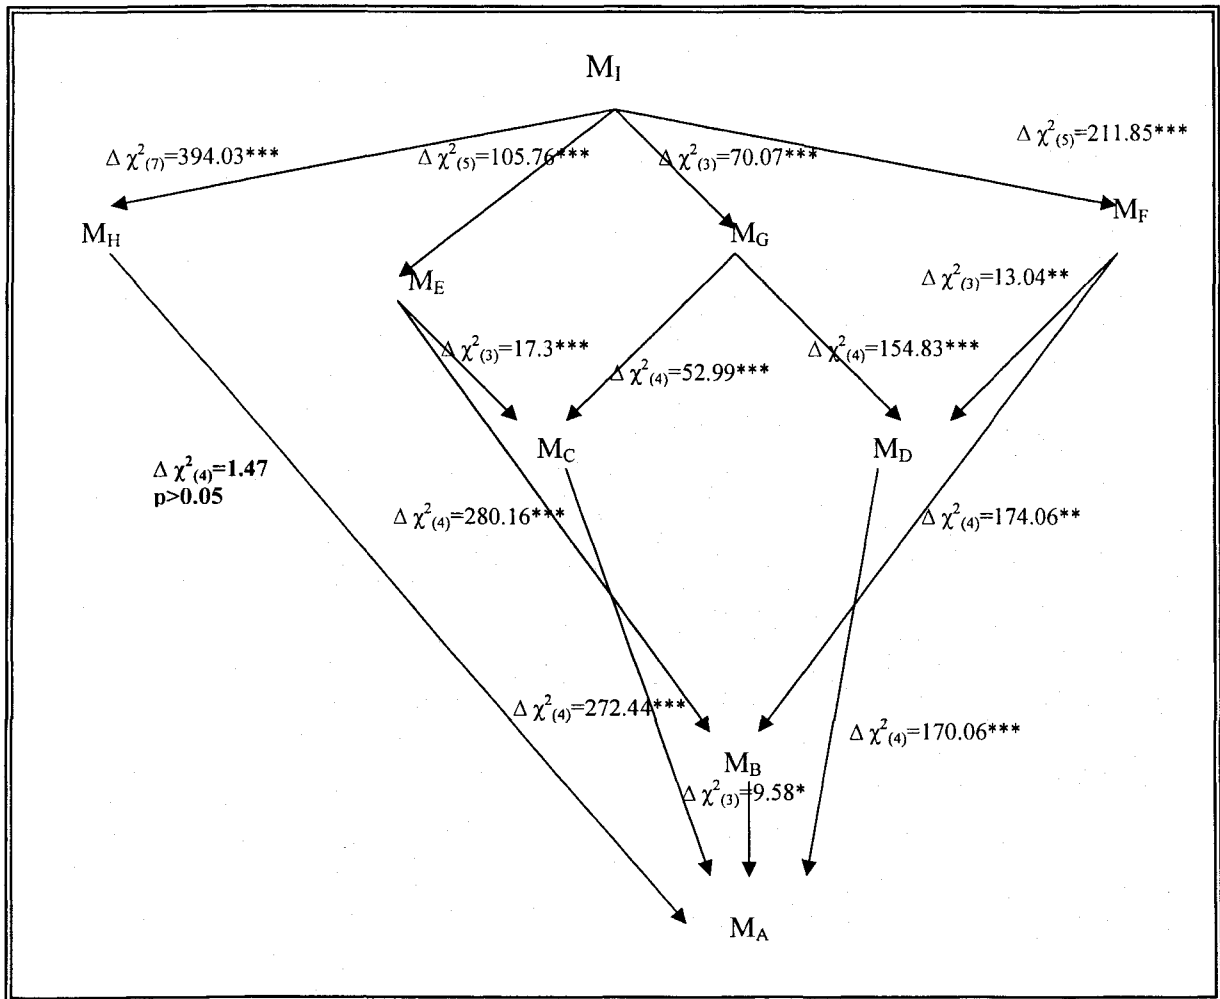 M_I
Δ χ²₍₅₎=211.85***
Δ χ²₍₇₎=394.03***
Δ χ²₍₅₎=105.76***
Δ χ²₍₃₎=70.07***
M_H
M_G
M_F
M_E
Δ χ²₍₃₎=13.04**
Δ χ²₍₃₎=17.3***
Δ χ²₍₄₎=52.99***
Δ χ²₍₄₎=154.83***
M_C
M_D
Δ χ²₍₄₎=1.47
p>0.05
Δ χ²₍₄₎=280.16***
Δ χ²₍₄₎=174.06**
Δ χ²₍₄₎=272.44***
Δ χ²₍₄₎=170.06***
M_B
Δ χ²₍₃₎=9.58*
M_A